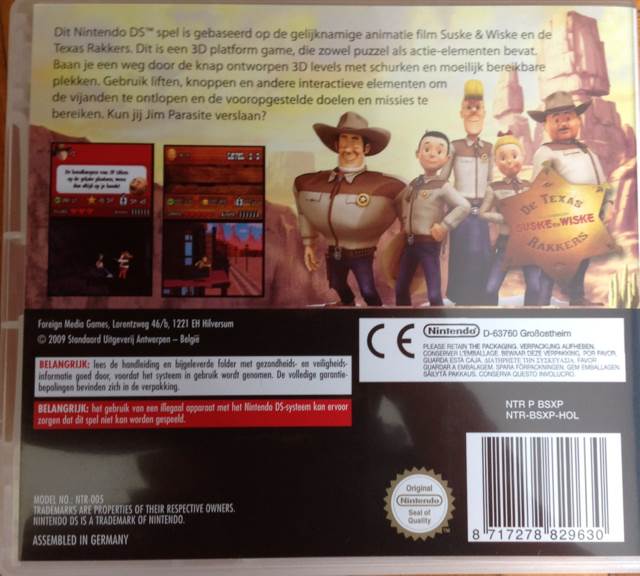 Dit Nintendo DS™ spel is gebaseerd op de gelijknamige animatie film Suske & Wiske en de
Texas Rakkers. Dit is een 3D platform game, die zowel puzzel als actie-elementen bevat.
Baan je een weg door de knap ontworpen 3D levels met schurken en moeilijk bereikbare
plekken. Gebruik liften, knoppen en andere interactieve elementen om
de vijanden te ontlopen en de vooropgestelde doelen en missies te
bereiken. Kun jij Jim Parasite verslaan?
DE TEXAS
SUSKE en WISKE
RAKKERS
Foreign Media Games, Larentzweg 46/b, 1221 EH Hilversum
© 2009 Standaard Uitgeverij Antwerpen – België
BELANGRIJK: lees de handleiding en bijgeleverde folder met gezondheids- en veiligheids-
informatie goed door, voordat het systeem in gebruik wordt genomen. De volledige garantie-
bepalingen bevinden zich in de verpakking.
BELANGRIJK: het gebruik van een illegaal apparaat met het Nintendo DS-systeem kan ervoor
zorgen dat dit spel niet kan worden gespeeld.
CE Nintendo D-63760 Großostheim
PLEASE RETAIN THE PACKAGING. VERPACKUNG AUFHEBEN.
CONSERVER L'EMBALLAGE. BEWAAR DEZE VERPAKKING. POR FAVOR,
GUARDA ESTA CAJA. ΔΙΑΤΗΡΗΣΤΕ ΤΗΝ ΣΥΣΚΕΥΑΣΙΑ. FAVOR
GUARDAR A EMBALAGEM. SPARA FÖRPACKNINGEN. GEM EMBALLAGEN.
SÄILYTÄ PAKKAUS. CONSERVA QUESTO INVOLUCRO.
NTR P BSXP
NTR-BSXP-HOL
MODEL NO.: NTR-005
TRADEMARKS ARE PROPERTIES OF THEIR RESPECTIVE OWNERS.
NINTENDO DS IS A TRADEMARK OF NINTENDO.
ASSEMBLED IN GERMANY
Original
Nintendo
Seal of
Quality
8 717278 829630